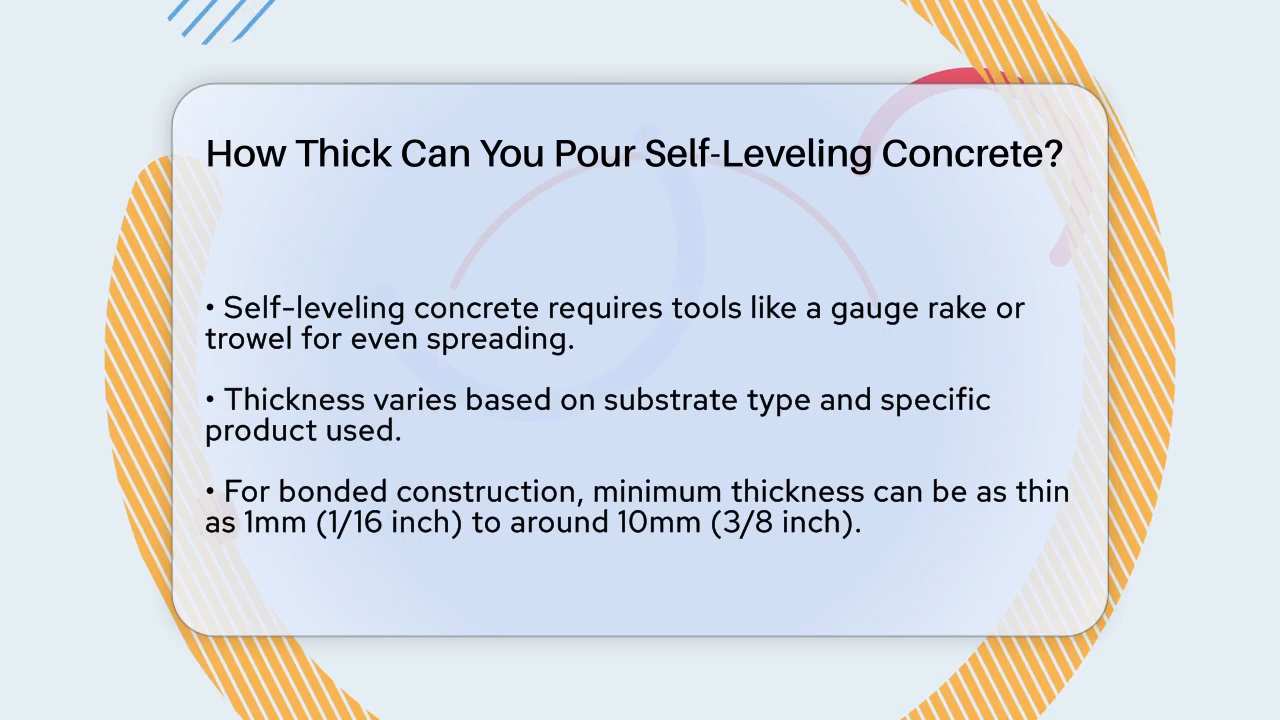 How Thick Can You Pour Self-Leveling Concrete?
• Self-leveling concrete requires tools like a gauge rake or
trowel for even spreading.
• Thickness varies based on substrate type and specific
product used.
• For bonded construction, minimum thickness can be as thin
as 1mm (1/16 inch) to around 10mm (3/8 inch).